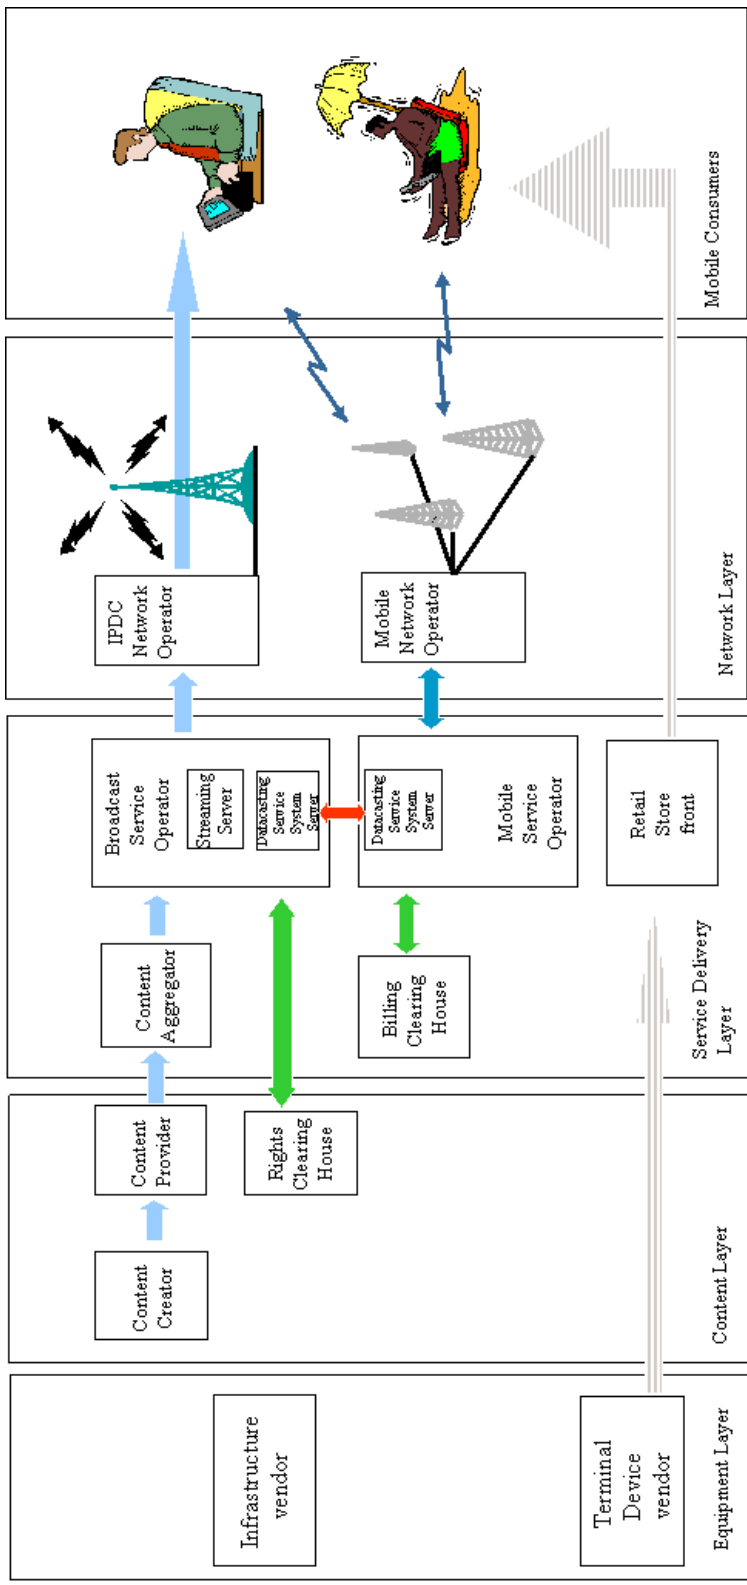 Infrastructure
vendor
Terminal
Device
vendor
Equipment Layer
Content
Creator
Content
Provider
Rights
Clearing
House
Content Layer
Content
Aggregator
Broadcast
Service
Operator
Streaming
Server
Datacasting
Service
System
Server
Billing
Clearing
House
Datacasting
Service
System
Server
Mobile
Service
Operator
Retail
Store
front
Service Delivery
Layer
IPDC
Network
Operator
Mobile
Network
Operator
Network Layer
Mobile Consumers